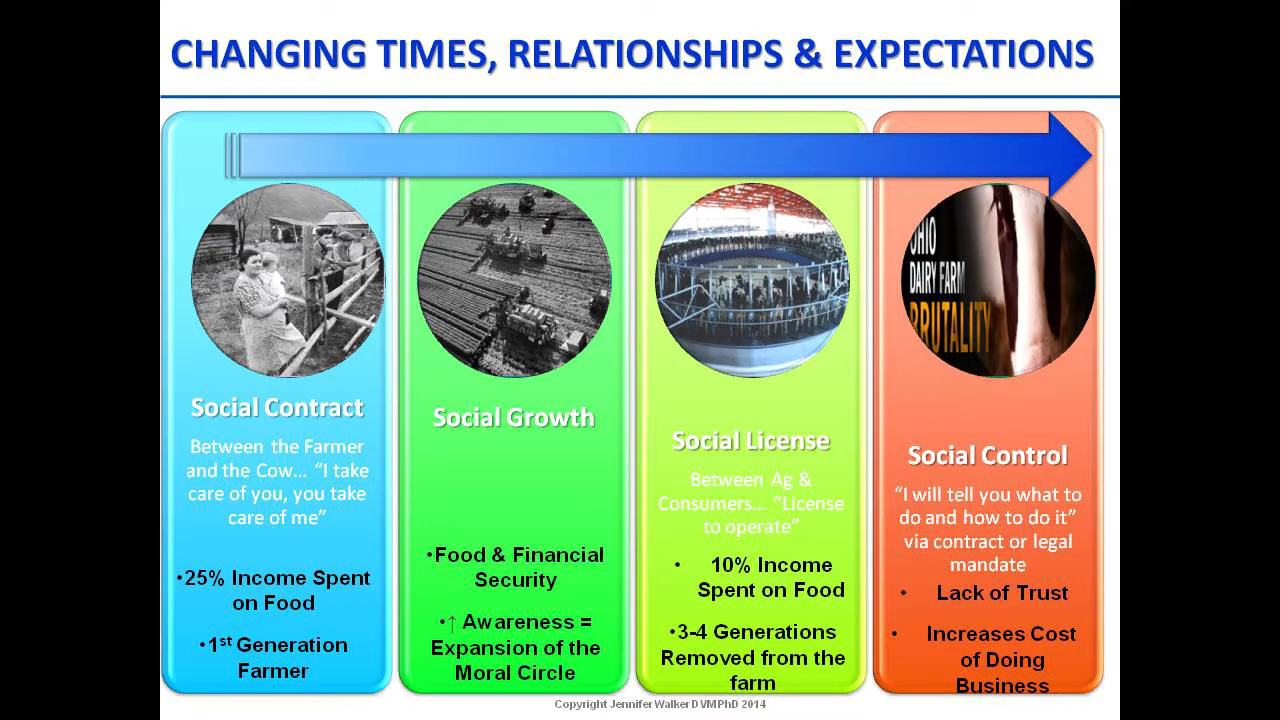 CHANGING TIMES, RELATIONSHIPS & EXPECTATIONS
Social Contract
Between the Farmer
and the Cow... “I take
care of you, you take
care of me”
•25% Income Spent
on Food
•1st Generation
Farmer
Social Growth
•Food & Financial
Security
•↑ Awareness =
Expansion of the
Moral Circle
Social License
Between Ag &
Consumers... “License
to operate”
• 10% Income
Spent on Food
•3-4 Generations
Removed from the
farm
OHIO
DAIRY FARM
BRUTALITY
Social Control
“I will tell you what to
do and how to do it”
via contract or legal
mandate
• Lack of Trust
• Increases Cost
of Doing
Business
Copyright Jennifer Walker DVMPhD 2014